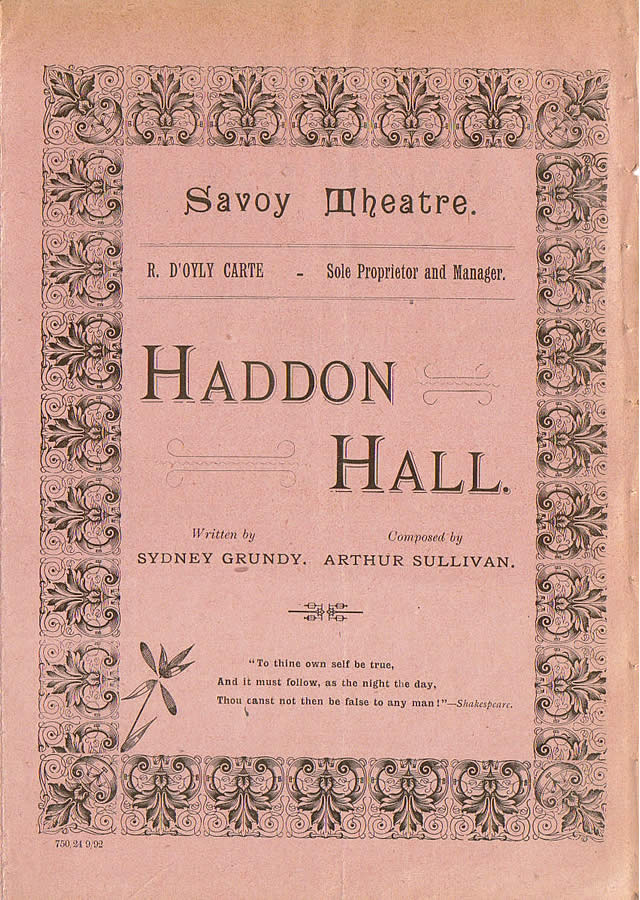 Savoy Theatre.
R. D'OYLY CARTE - Sole Proprietor and Manager.
HADDON
HALL.
Written by
SYDNEY GRUNDY.
Composed by
ARTHUR SULLIVAN.
"To thine own self be true,
And it must follow, as the night the day,
Thou canst not then be false to any man!"—Shakespeare.
750, 24 9/92